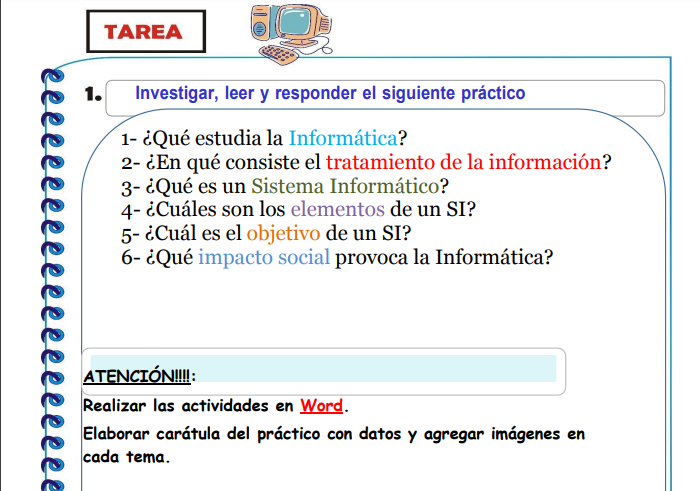 TAREA
1. Investigar, leer y responder el siguiente práctico
1- ¿Qué estudia la Informática?
2- ¿En qué consiste el tratamiento de la información?
3- ¿Qué es un Sistema Informático?
4- ¿Cuáles son los elementos de un SI?
5- ¿Cuál es el objetivo de un SI?
6- ¿Qué impacto social provoca la Informática?
ATENCIÓN!!!!:
Realizar las actividades en Word.
Elaborar carátula del práctico con datos y agregar imágenes en
cada tema.